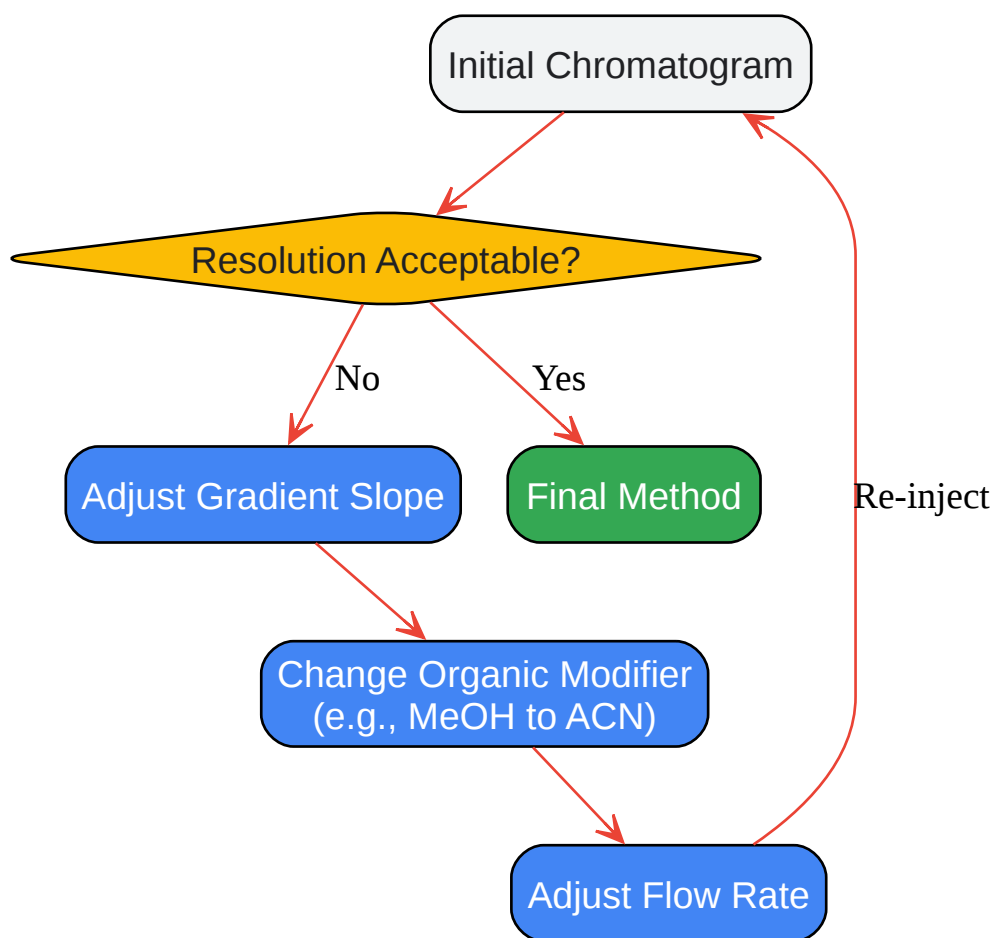 Initial Chromatogram
Resolution Acceptable?
No
Yes
Adjust Gradient Slope
Final Method
Re-inject
Change Organic Modifier
(e.g., MeOH to ACN)
Adjust Flow Rate